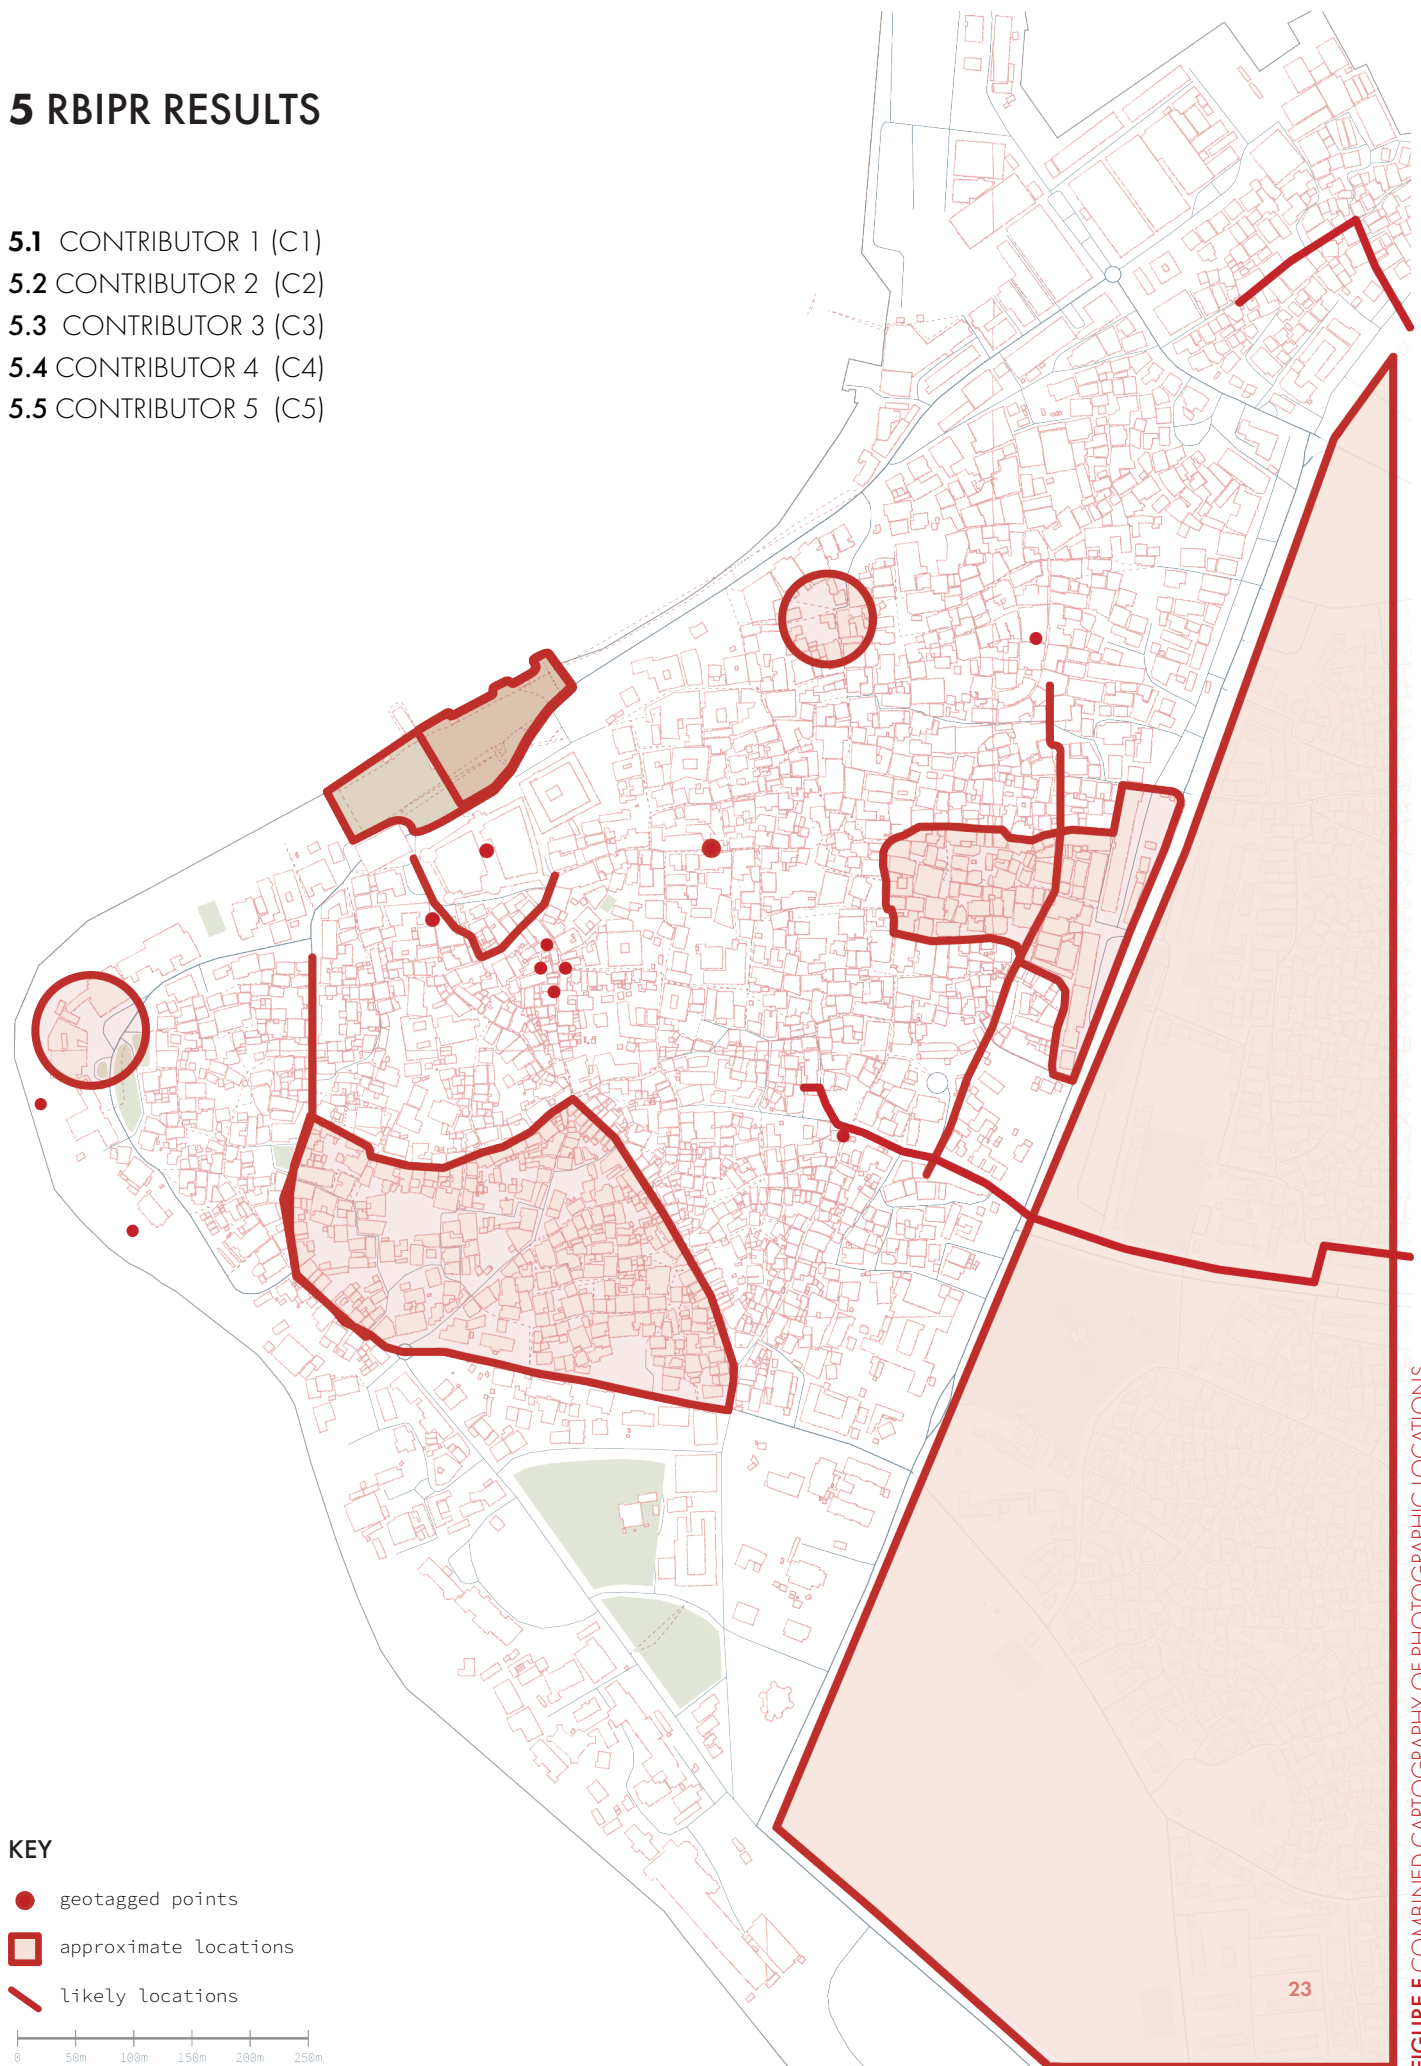 5 RBIPR RESULTS
5.1 CONTRIBUTOR 1 (C1)
5.2 CONTRIBUTOR 2 (C2)
5.3 CONTRIBUTOR 3 (C3)
5.4 CONTRIBUTOR 4 (C4)
5.5 CONTRIBUTOR 5 (C5)
KEY
geotagged points
approximate locations
likely locations
0 50m 100m 150m 200m 250m
23
FIGURE 5 COMBINED CARTOGRAPHY OF PHOTOGRAPHIC LOCATIONS